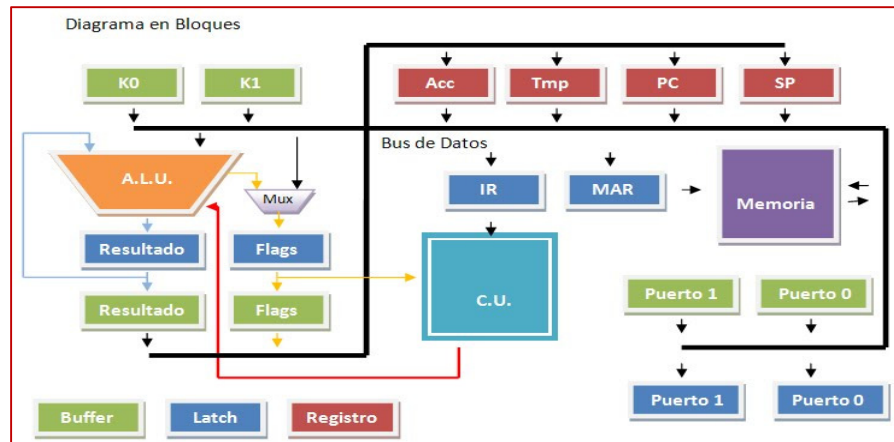 Diagrama en Bloques
K0
K1
Acc
Tmp
PC
SP
Bus de Datos
A.L.U.
Mux
IR
MAR
Memoria
Resultado
Flags
C.U.
Resultado
Flags
Puerto 1
Puerto 0
Puerto 1
Puerto 0
Buffer
Latch
Registro